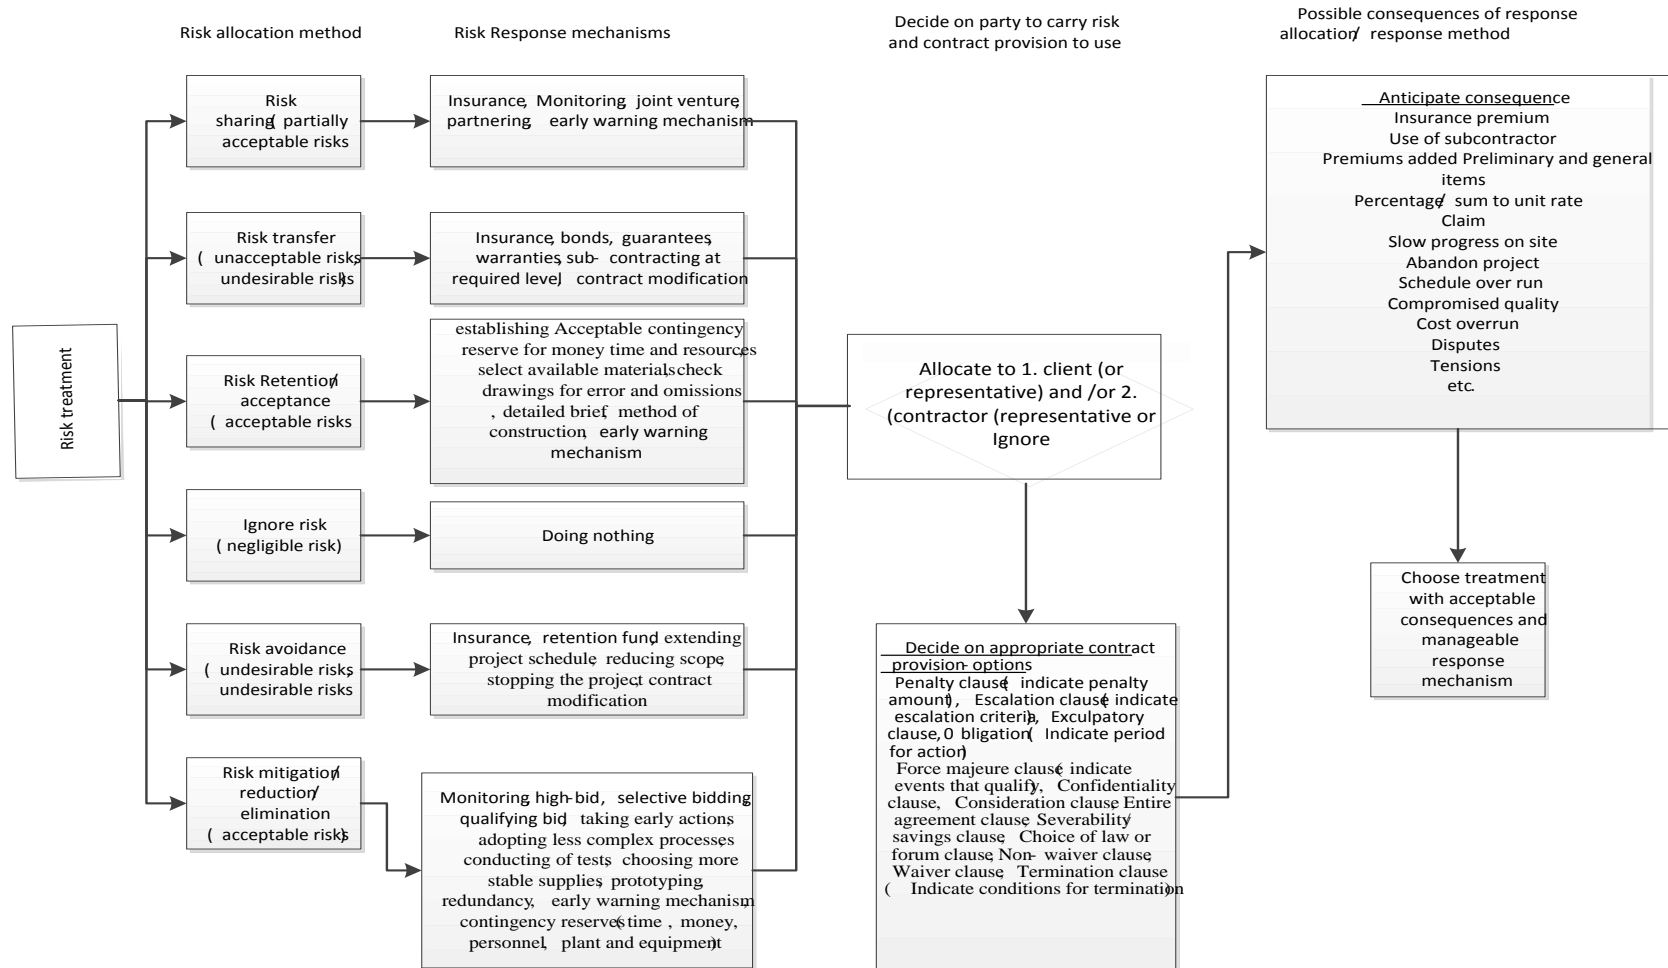 Risk allocation method
Risk Response mechanisms
Decide on party to carry risk
and contract provision to use
Possible consequences of response
allocation/ response method
Risk treatment
Risk
sharing( partially
acceptable risks
Insurance, Monitoring, joint venture,
partnering, early warning mechanism
Risk transfer
( unacceptable risks,
undesirable risks)
Insurance, bonds, guarantees,
warranties, sub- contracting at
required level, contract modification
Risk Retention/
acceptance
( acceptable risks
establishing Acceptable contingency
reserve for money time and resources,
select available materials, check
drawings for error and omissions
, detailed brief, method of
construction, early warning
mechanism
Ignore risk
( negligible risk)
Doing nothing
Risk avoidance
( undesirable risks,
undesirable risks
Insurance, retention fund, extending
project schedule, reducing scope,
stopping the project, contract
modification
Risk mitigation/
reduction/
elimination
( acceptable risks)
Monitoring, high-bid, selective bidding,
qualifying bid, taking early actions,
adopting less complex processes,
conducting of tests, choosing more
stable supplies, prototyping,
redundancy, early warning mechanism,
contingency reserves( time , money,
personnel, plant and equipment)
Allocate to 1. client (or
representative) and /or 2.
(contractor (representative or
Ignore
Decide on appropriate contract
provision- options
Penalty clause( indicate penalty
amount), Escalation clause( indicate
escalation criteria), Exculpatory
clause, 0 bligation( Indicate period
for action)
Force majeure clause( indicate
events that qualify), Confidentiality
clause, Consideration clause, Entire
agreement clause, Severability/
savings clause, Choice of law or
forum clause, Non- waiver clause,
Waiver clause, Termination clause
( Indicate conditions for termination)
Anticipate consequence
Insurance premium
Use of subcontractor
Premiums added Preliminary and general
items
Percentage/ sum to unit rate
Claim
Slow progress on site
Abandon project
Schedule over run
Compromised quality
Cost overrun
Disputes
Tensions
etc.
Choose treatment
with acceptable
consequences and
manageable
response
mechanism